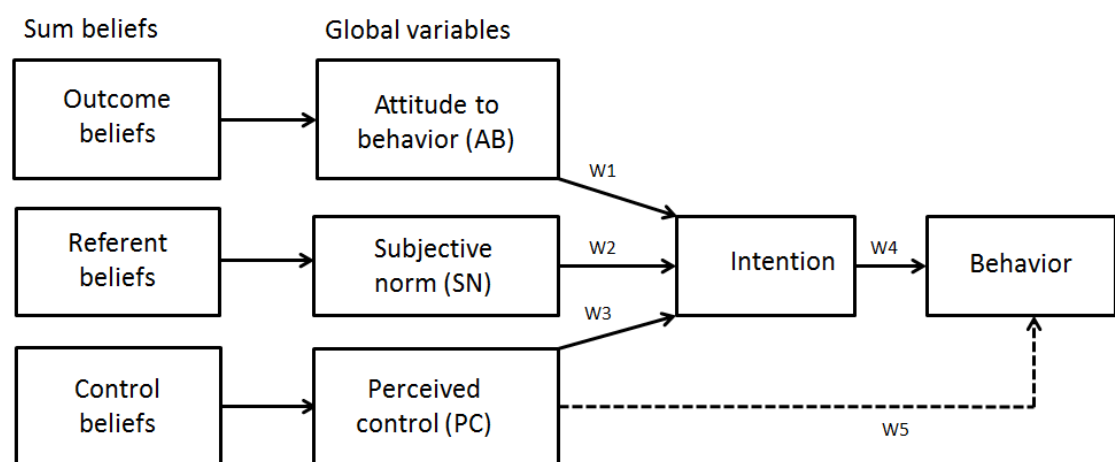 Sum beliefs
Global variables
Outcome
beliefs
Attitude to
behavior (AB)
W1
Referent
beliefs
Subjective
norm (SN)
W2
Intention
W4
Behavior
W3
Control
beliefs
Perceived
control (PC)
W5